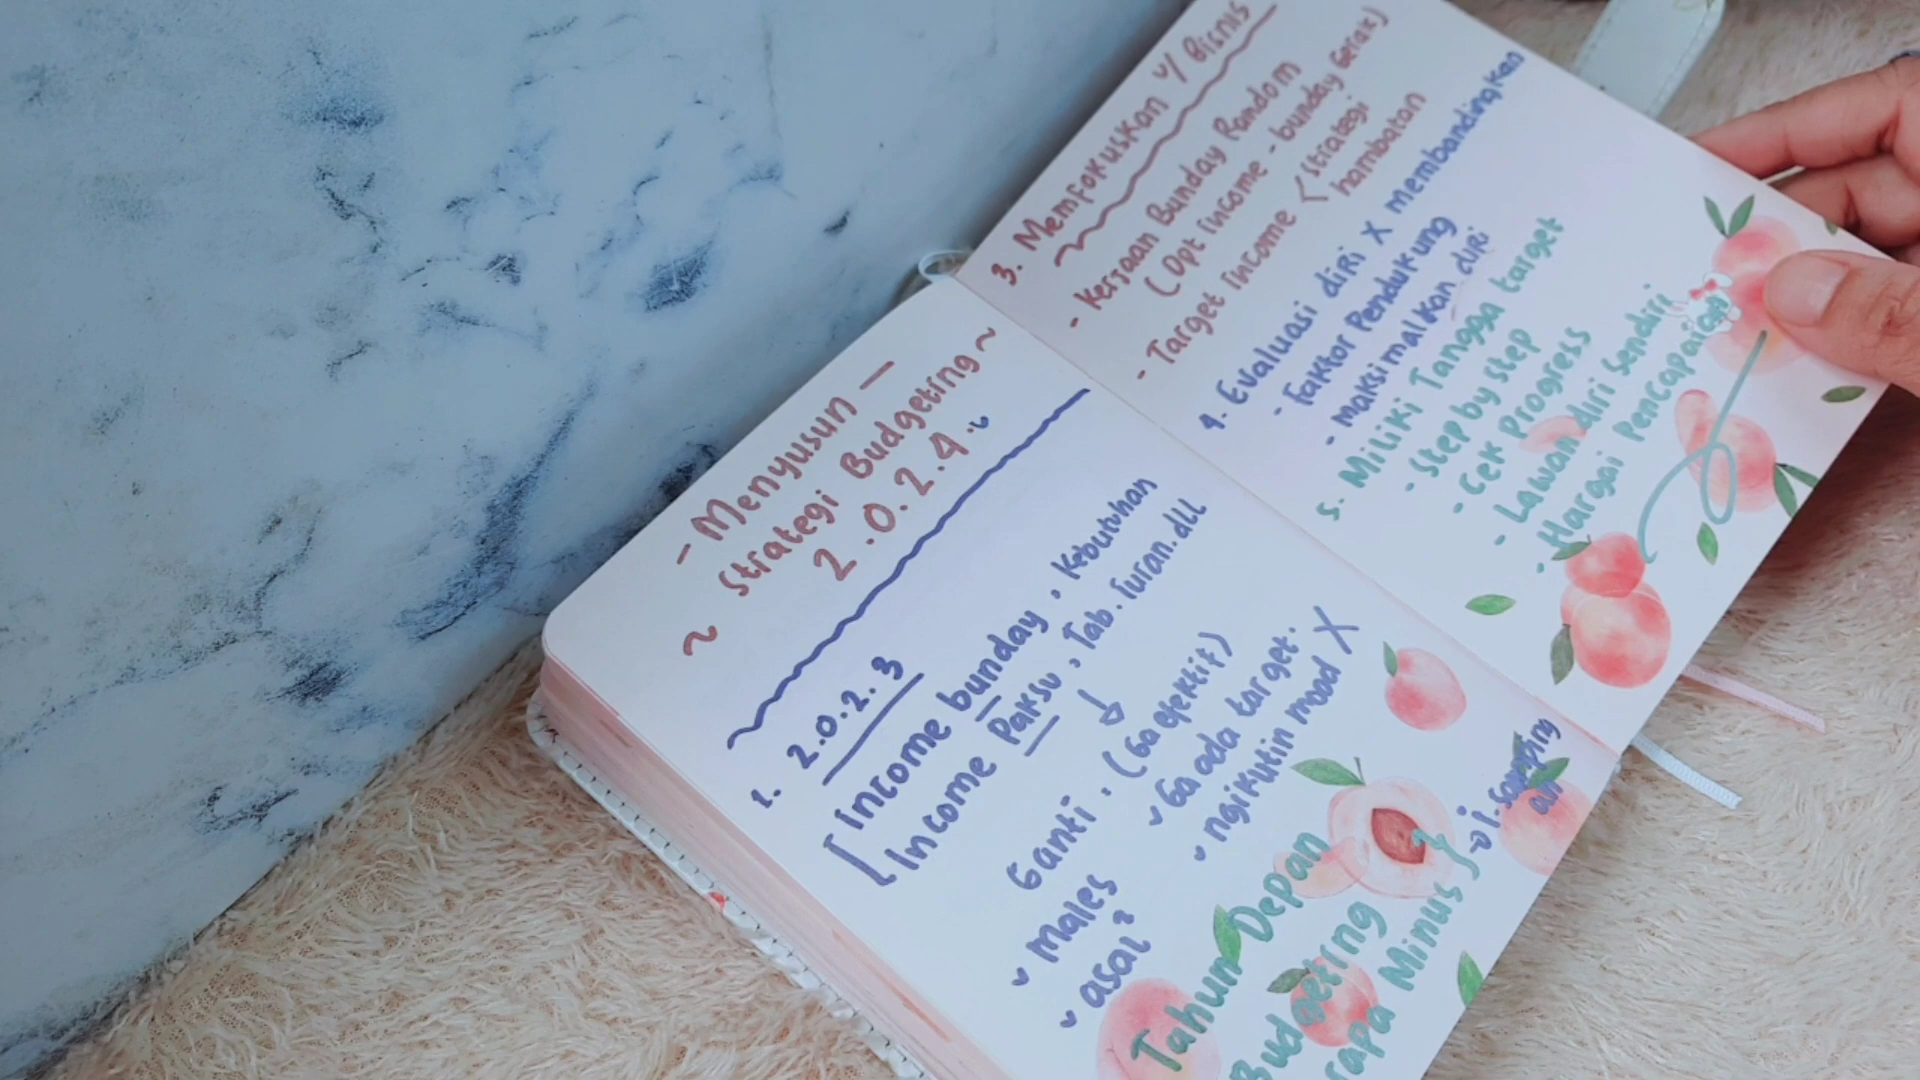 - Menyusun -
~ Strategi Budgeting ~
2.0.2.4
1. 2.0.2.3
[ income bunday, Kebutuhan
Income Paksu, Tab. Iuran. dll
Ganti. (Ga efektif)
v males
v asal²
v Ga ada target.
v ngikutin mood X
Tahun Depan
Budgeting
Minus
3. Memfokuskan U/ Bisnis
- Kerjaan Bunday Random
( Dpt income - bunday Gerak)
- Target income < strategi
hambatan
4. Evaluasi diri X membandingkan
- Faktor Pendukung
- maksimalkan diri
5. Miliki Tangga target
- Step by step
- Cek Progress
- Lawan diri Sendiri
- Hargai Pencapaian